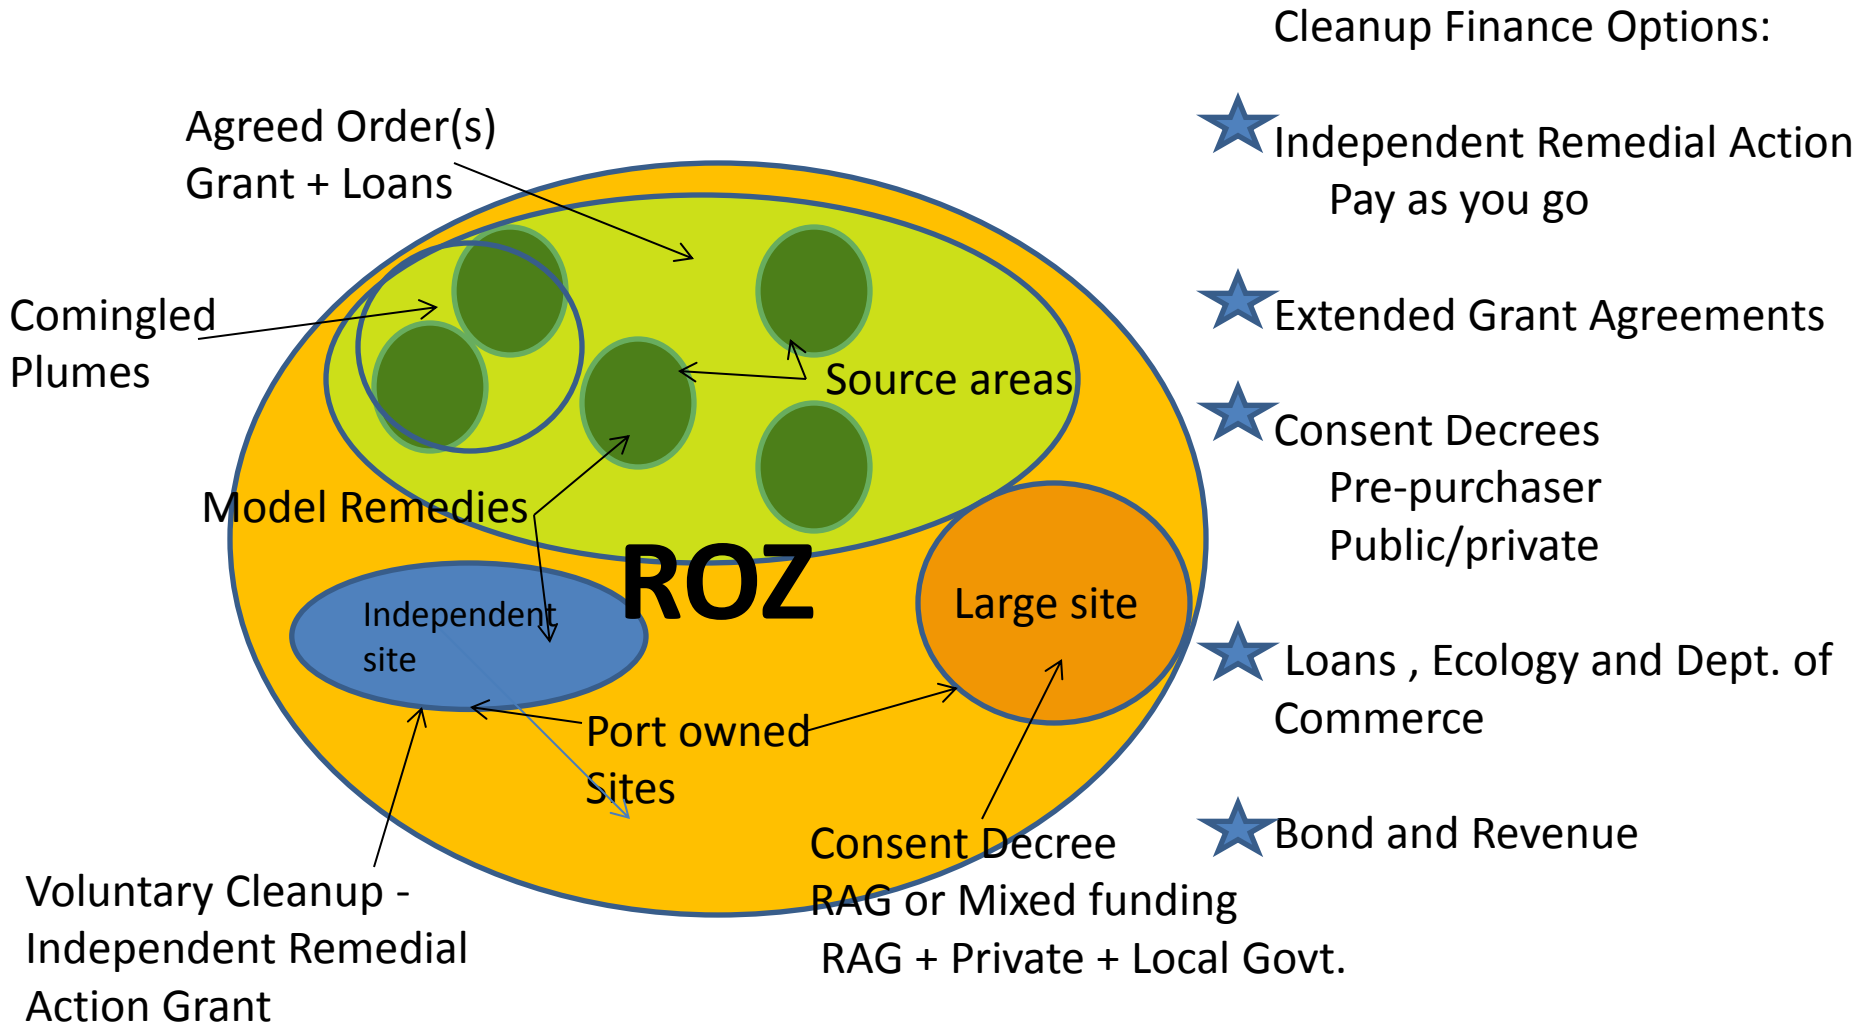 Cleanup Finance Options:
Agreed Order(s)
Grant + Loans
Independent Remedial Action
Pay as you go
Comingled
Plumes
Extended Grant Agreements
Source areas
Consent Decrees
Pre-purchaser
Public/private
Model Remedies
ROZ
Independent
site
Large site
Loans , Ecology and Dept. of
Commerce
Port owned
Sites
Bond and Revenue
Consent Decree
RAG or Mixed funding
RAG + Private + Local Govt.
Voluntary Cleanup -
Independent Remedial
Action Grant